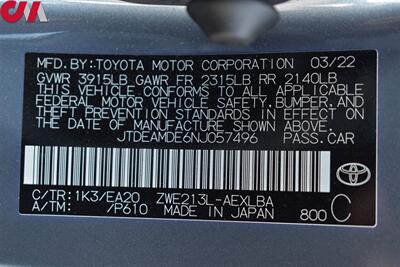 MFD.BY:TOYOTA MOTOR CORPORATION 03/22
GVWR 3915LB GAWR FR 2315LB RR 2140LB
THIS VEHICLE CONFORMS TO ALL APPLICABLE
FEDERAL MOTOR VEHICLE SAFETY,BUMPER,AND
THEFT PREVENTION STANDARDS IN EFFECT ON
THE DATE OF MANUFACTURE SHOWN ABOVE.
JTDEAMDE6NJ057496 PASS.CAR
C/TR:1K3/EA20 ZWE213L-AEXLBA
A/TM: /P610 MADE IN JAPAN 800 C
TOYOTA